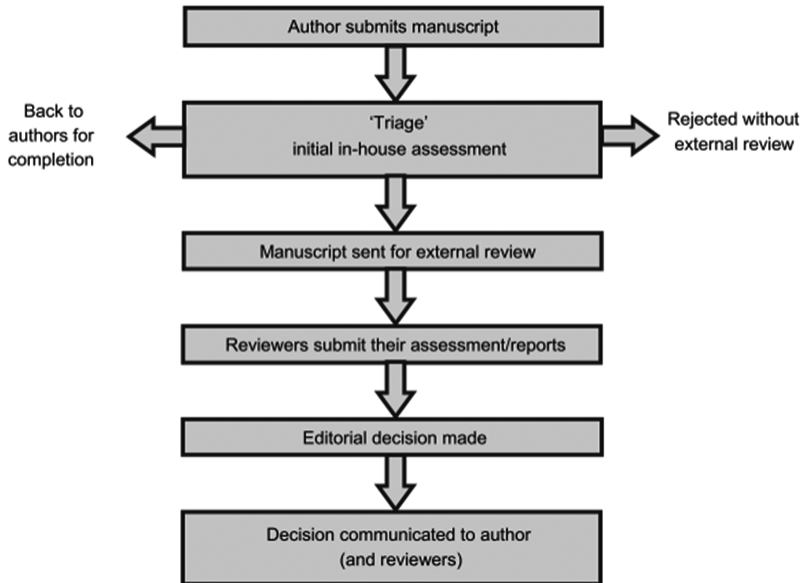 Author submits manuscript
‘Triage’
initial in-house assessment
Back to
authors for
completion
Rejected without
external review
Manuscript sent for external review
Reviewers submit their assessment/reports
Editorial decision made
Decision communicated to author
(and reviewers)